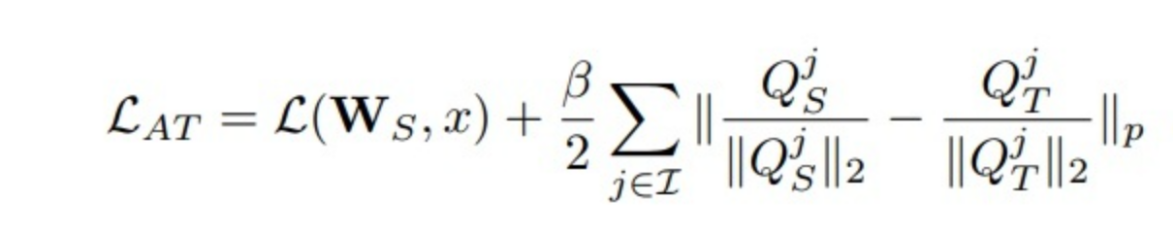 $\mathcal{L}_{AT} = \mathcal{L}(\mathbf{W}_S, x) + \frac{\beta}{2} \sum_{j \in \mathcal{I}} \| \frac{Q_S^j}{\|Q_S^j\|_2} - \frac{Q_T^j}{\|Q_T^j\|_2} \|_p$